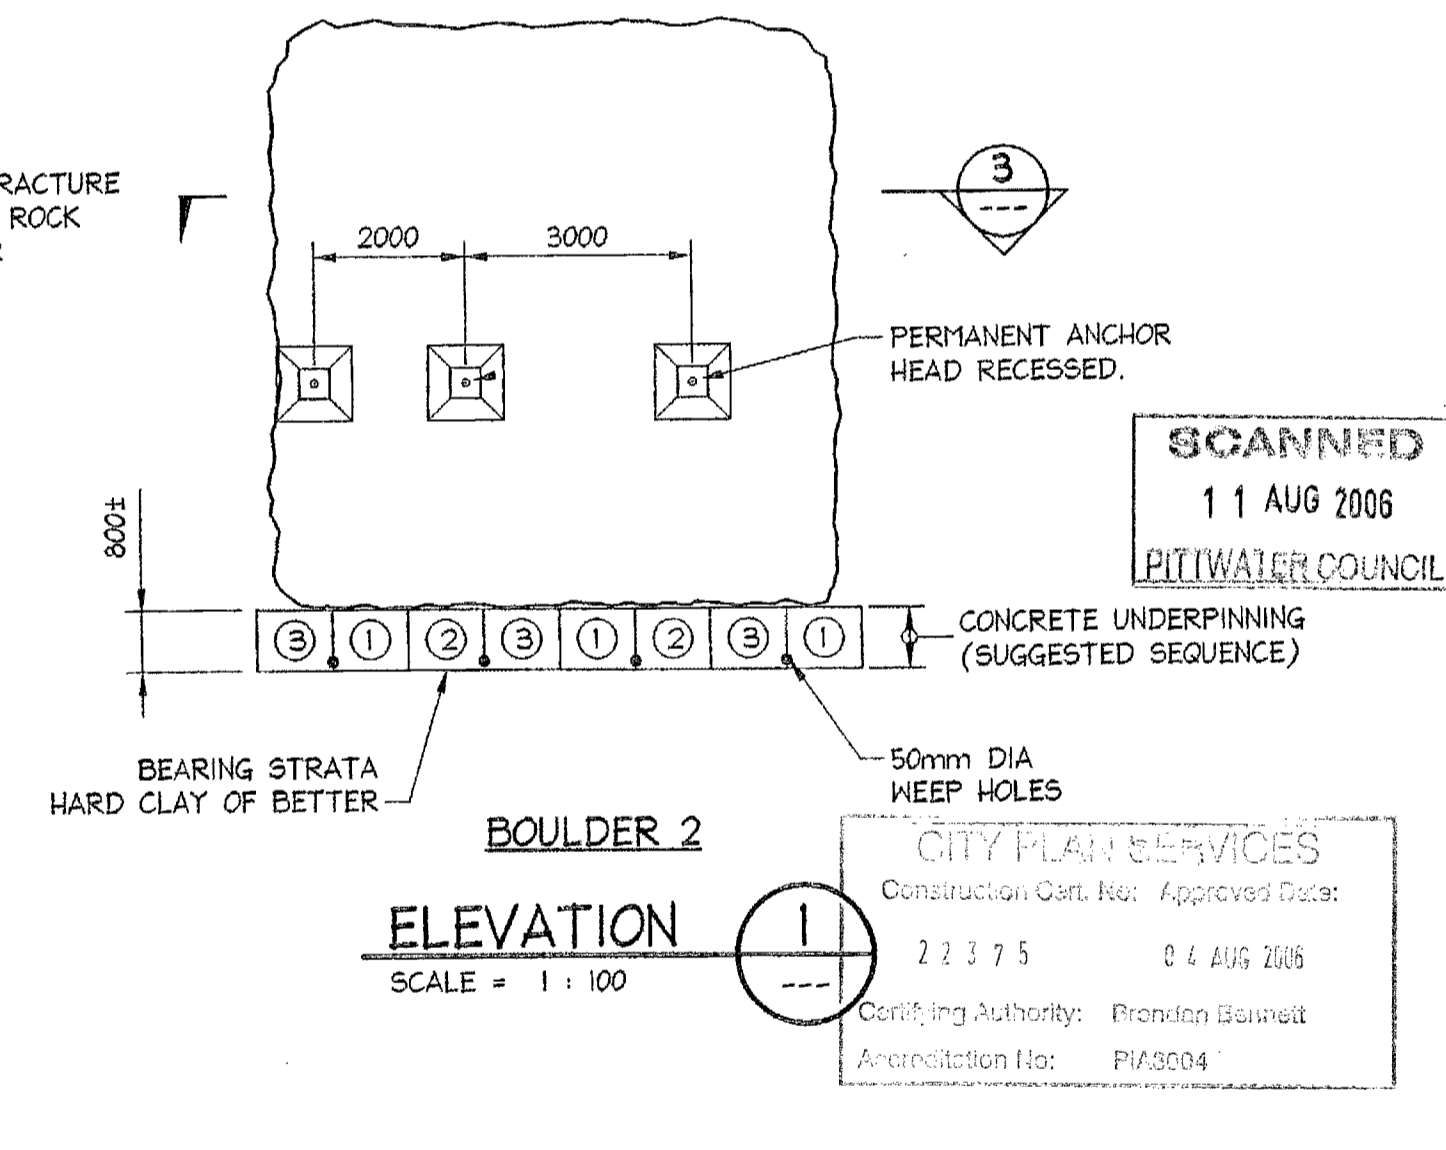 RACTURE
ROCK
3
---
2000
3000
PERMANENT ANCHOR
HEAD RECESSED.
SCANNED
11 AUG 2006
PITTWATER COUNCIL
800±
3 1 2 3 1 2 3 1
CONCRETE UNDERPINNING
(SUGGESTED SEQUENCE)
BEARING STRATA
HARD CLAY OF BETTER
50mm DIA
WEEP HOLES
BOULDER 2
ELEVATION
SCALE = 1 : 100
1
---
CITY PLAN SERVICES
Construction Cert. No: Approved Date:
22375 04 AUG 2006
Certifying Authority: Brendan Bennett
Accreditation No: PIA3004